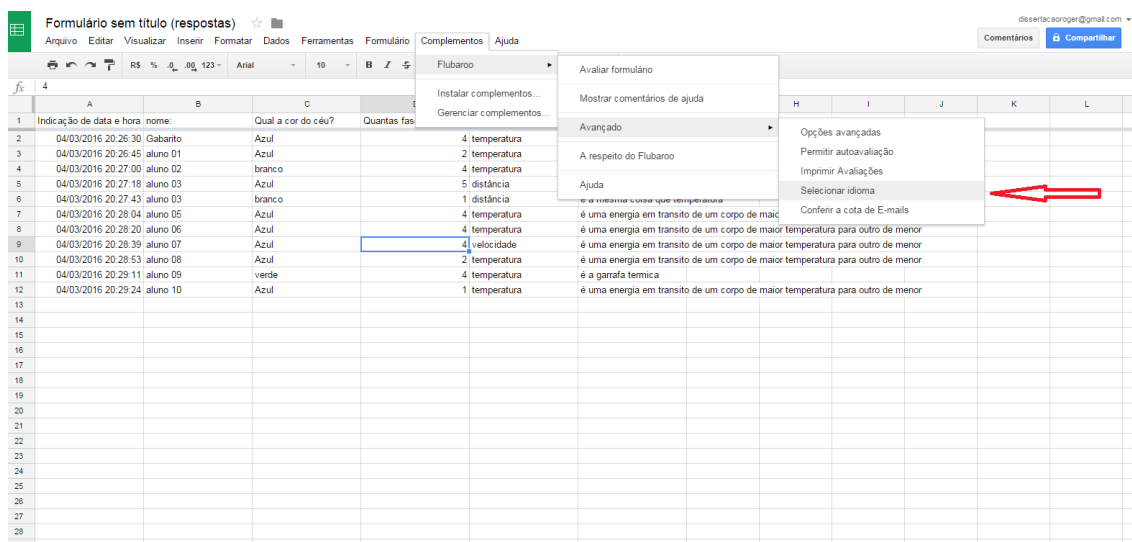 Formulário sem título (respostas)
dissertacaoroger@gmail.com
Arquivo Editar Visualizar Inserir Formatar Dados Ferramentas Formulário Complementos Ajuda
Comentários Compartilhar
R$ % .0 .00 123 Arial 10 B I S
Flubaroo
Instalar complementos...
Gerenciar complementos...
Avaliar formulário
Mostrar comentários de ajuda
Avançado
A respeito do Flubaroo
Ajuda
Opções avançadas
Permitir autoavaliação
Imprimir Avaliações
Selecionar idioma
Conferir a cota de E-mails
fx 4
A B C H I J K L
1 Indicação de data e hora nome: Qual a cor do céu? Quantas
2 04/03/2016 20:26:30 Gabarito Azul 4 temperatura
3 04/03/2016 20:26:45 aluno 01 Azul 2 temperatura
4 04/03/2016 20:27:00 aluno 02 branco 4 temperatura
5 04/03/2016 20:27:18 aluno 03 Azul 5 distância
6 04/03/2016 20:27:43 aluno 03 branco 1 distância é a mesma coisa que temperatura
7 04/03/2016 20:28:04 aluno 05 Azul 4 temperatura é uma energia em transito de um corpo de
8 04/03/2016 20:28:20 aluno 06 Azul 4 temperatura é uma energia em transito de um corpo de maior temperatura para outro de menor
9 04/03/2016 20:28:39 aluno 07 Azul 4 velocidade é uma energia em transito de um corpo de maior temperatura para outro de menor
10 04/03/2016 20:28:53 aluno 08 Azul 2 temperatura é uma energia em transito de um corpo de maior temperatura para outro de menor
11 04/03/2016 20:29:11 aluno 09 verde 4 temperatura é a garrafa termica
12 04/03/2016 20:29:24 aluno 10 Azul 1 temperatura é uma energia em transito de um corpo de maior temperatura para outro de menor
13
14
15
16
17
18
19
20
21
22
23
24
25
26
27
28